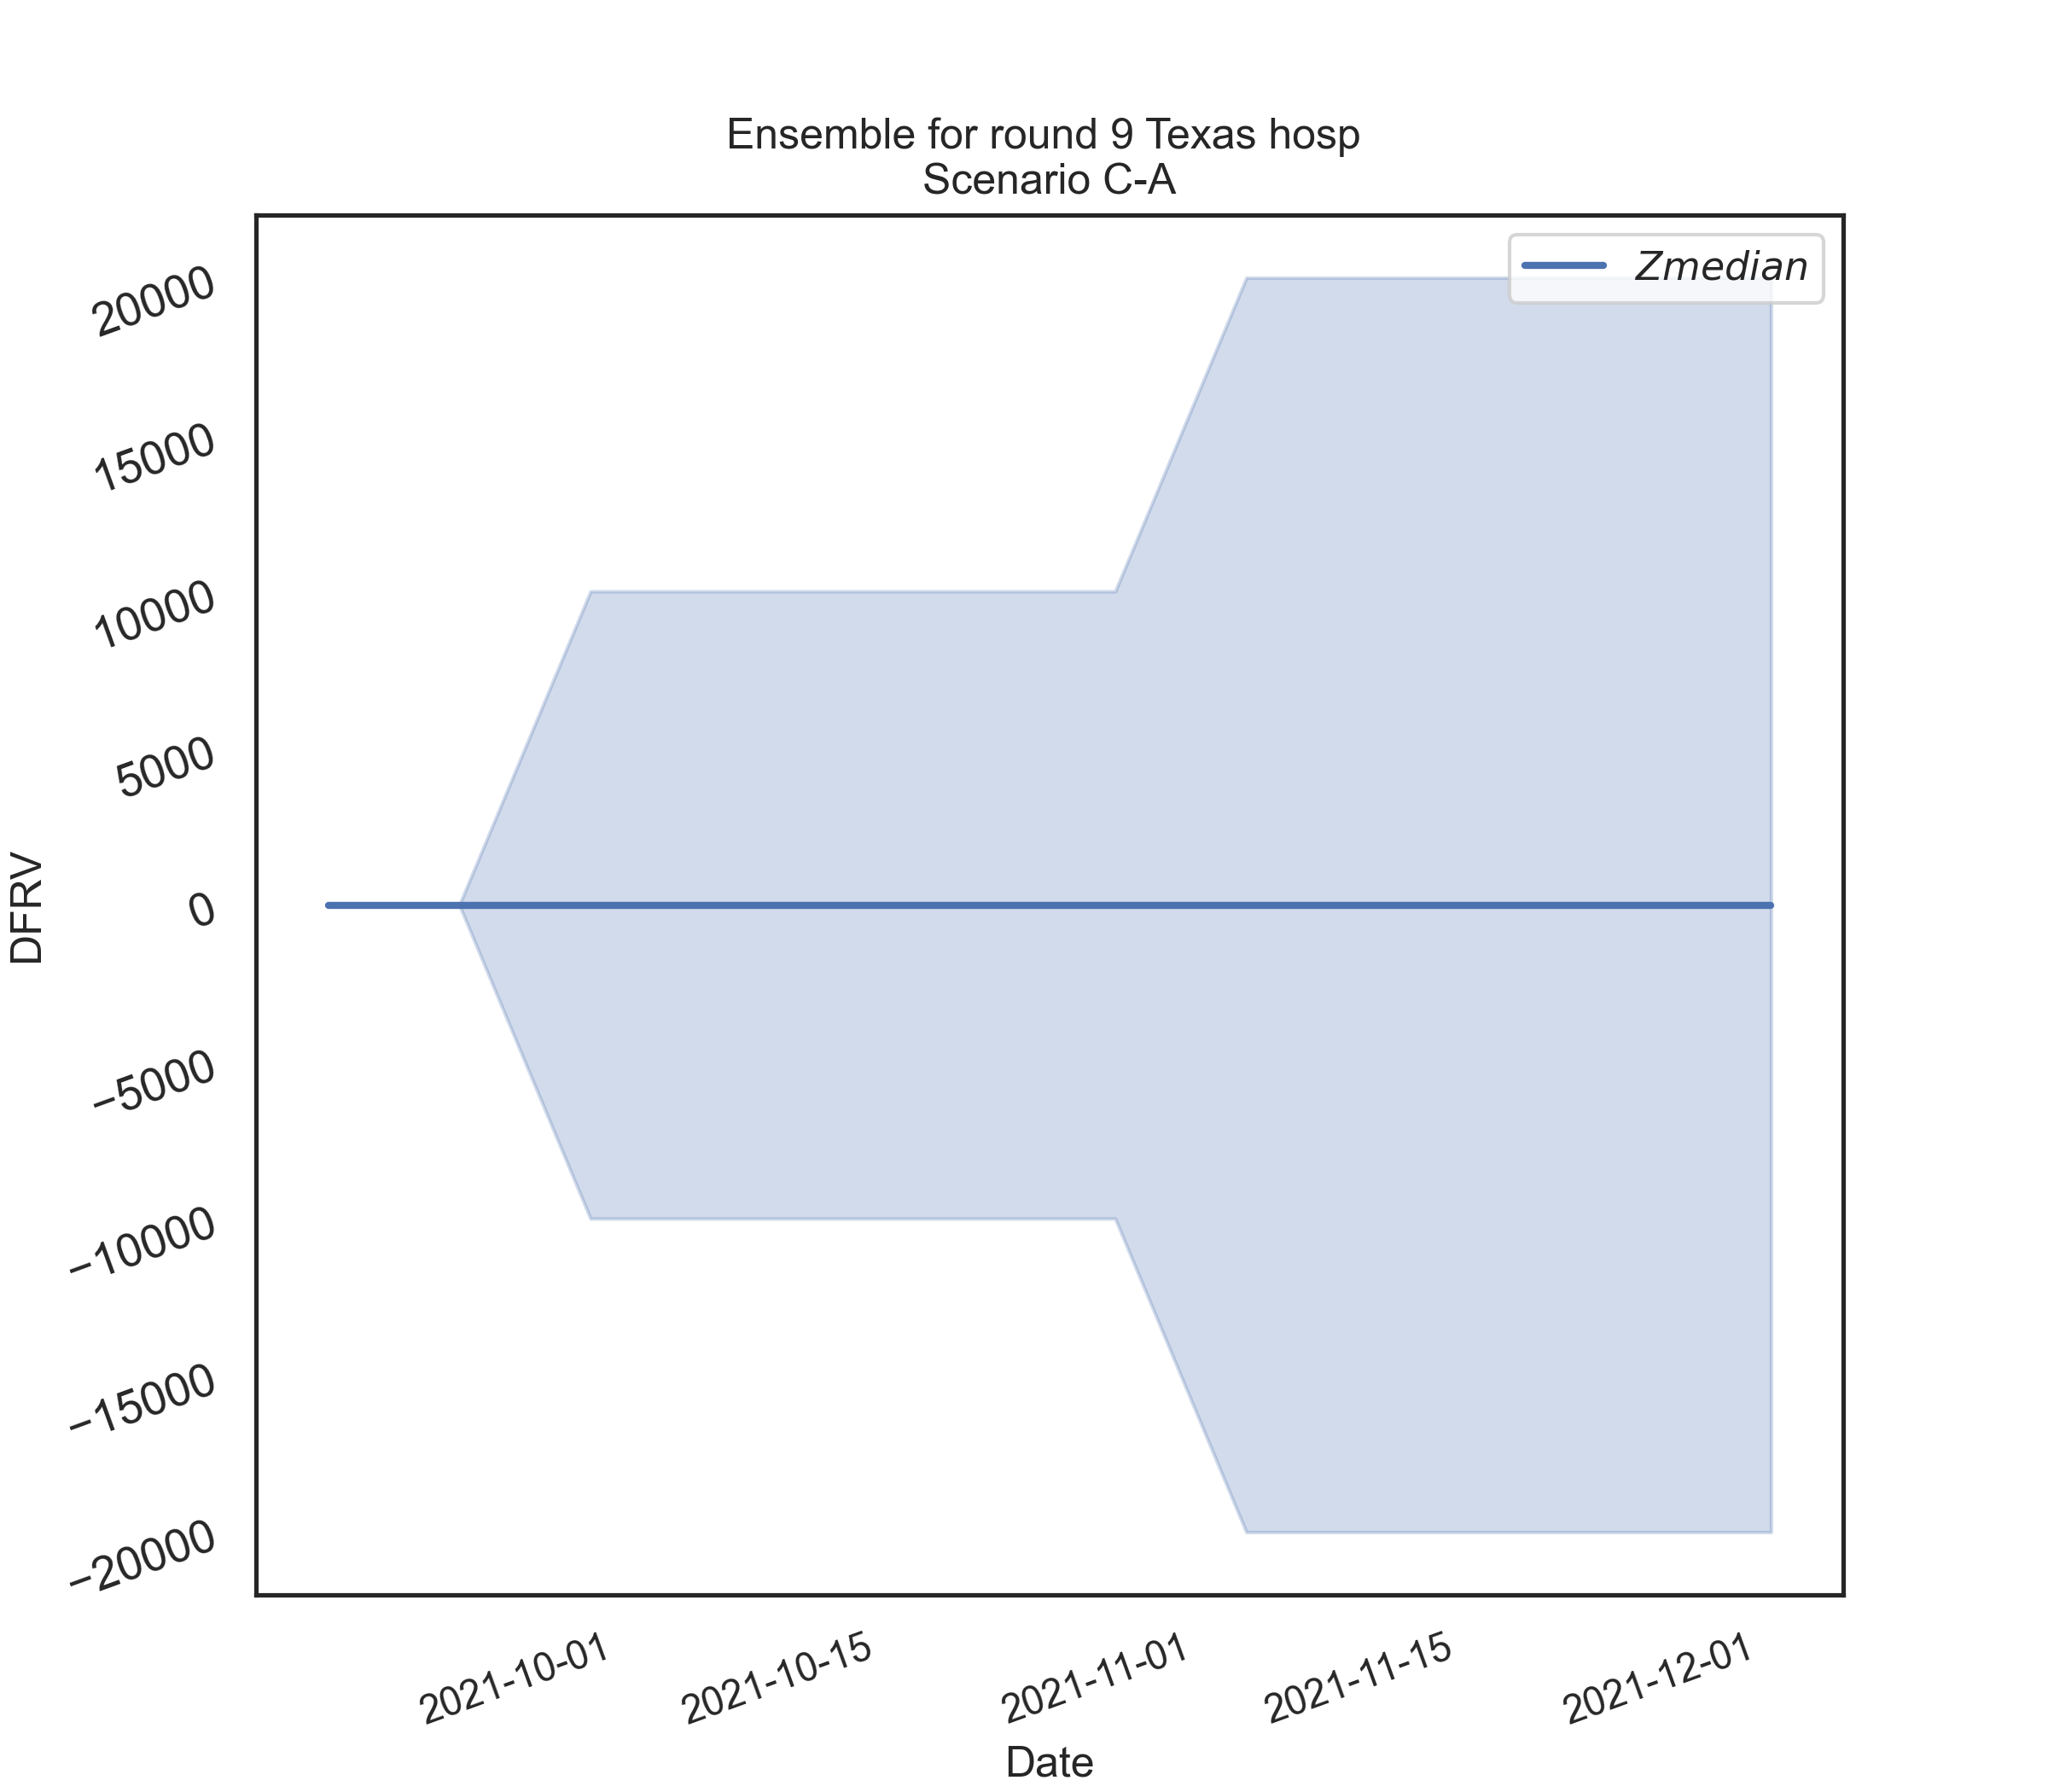 Ensemble for round 9 Texas hosp
Scenario C-A
Zmedian
20000
15000
10000
5000
0
−5000
−10000
−15000
−20000
DFRV
2021-10-01
2021-10-15
2021-11-01
2021-11-15
2021-12-01
Date